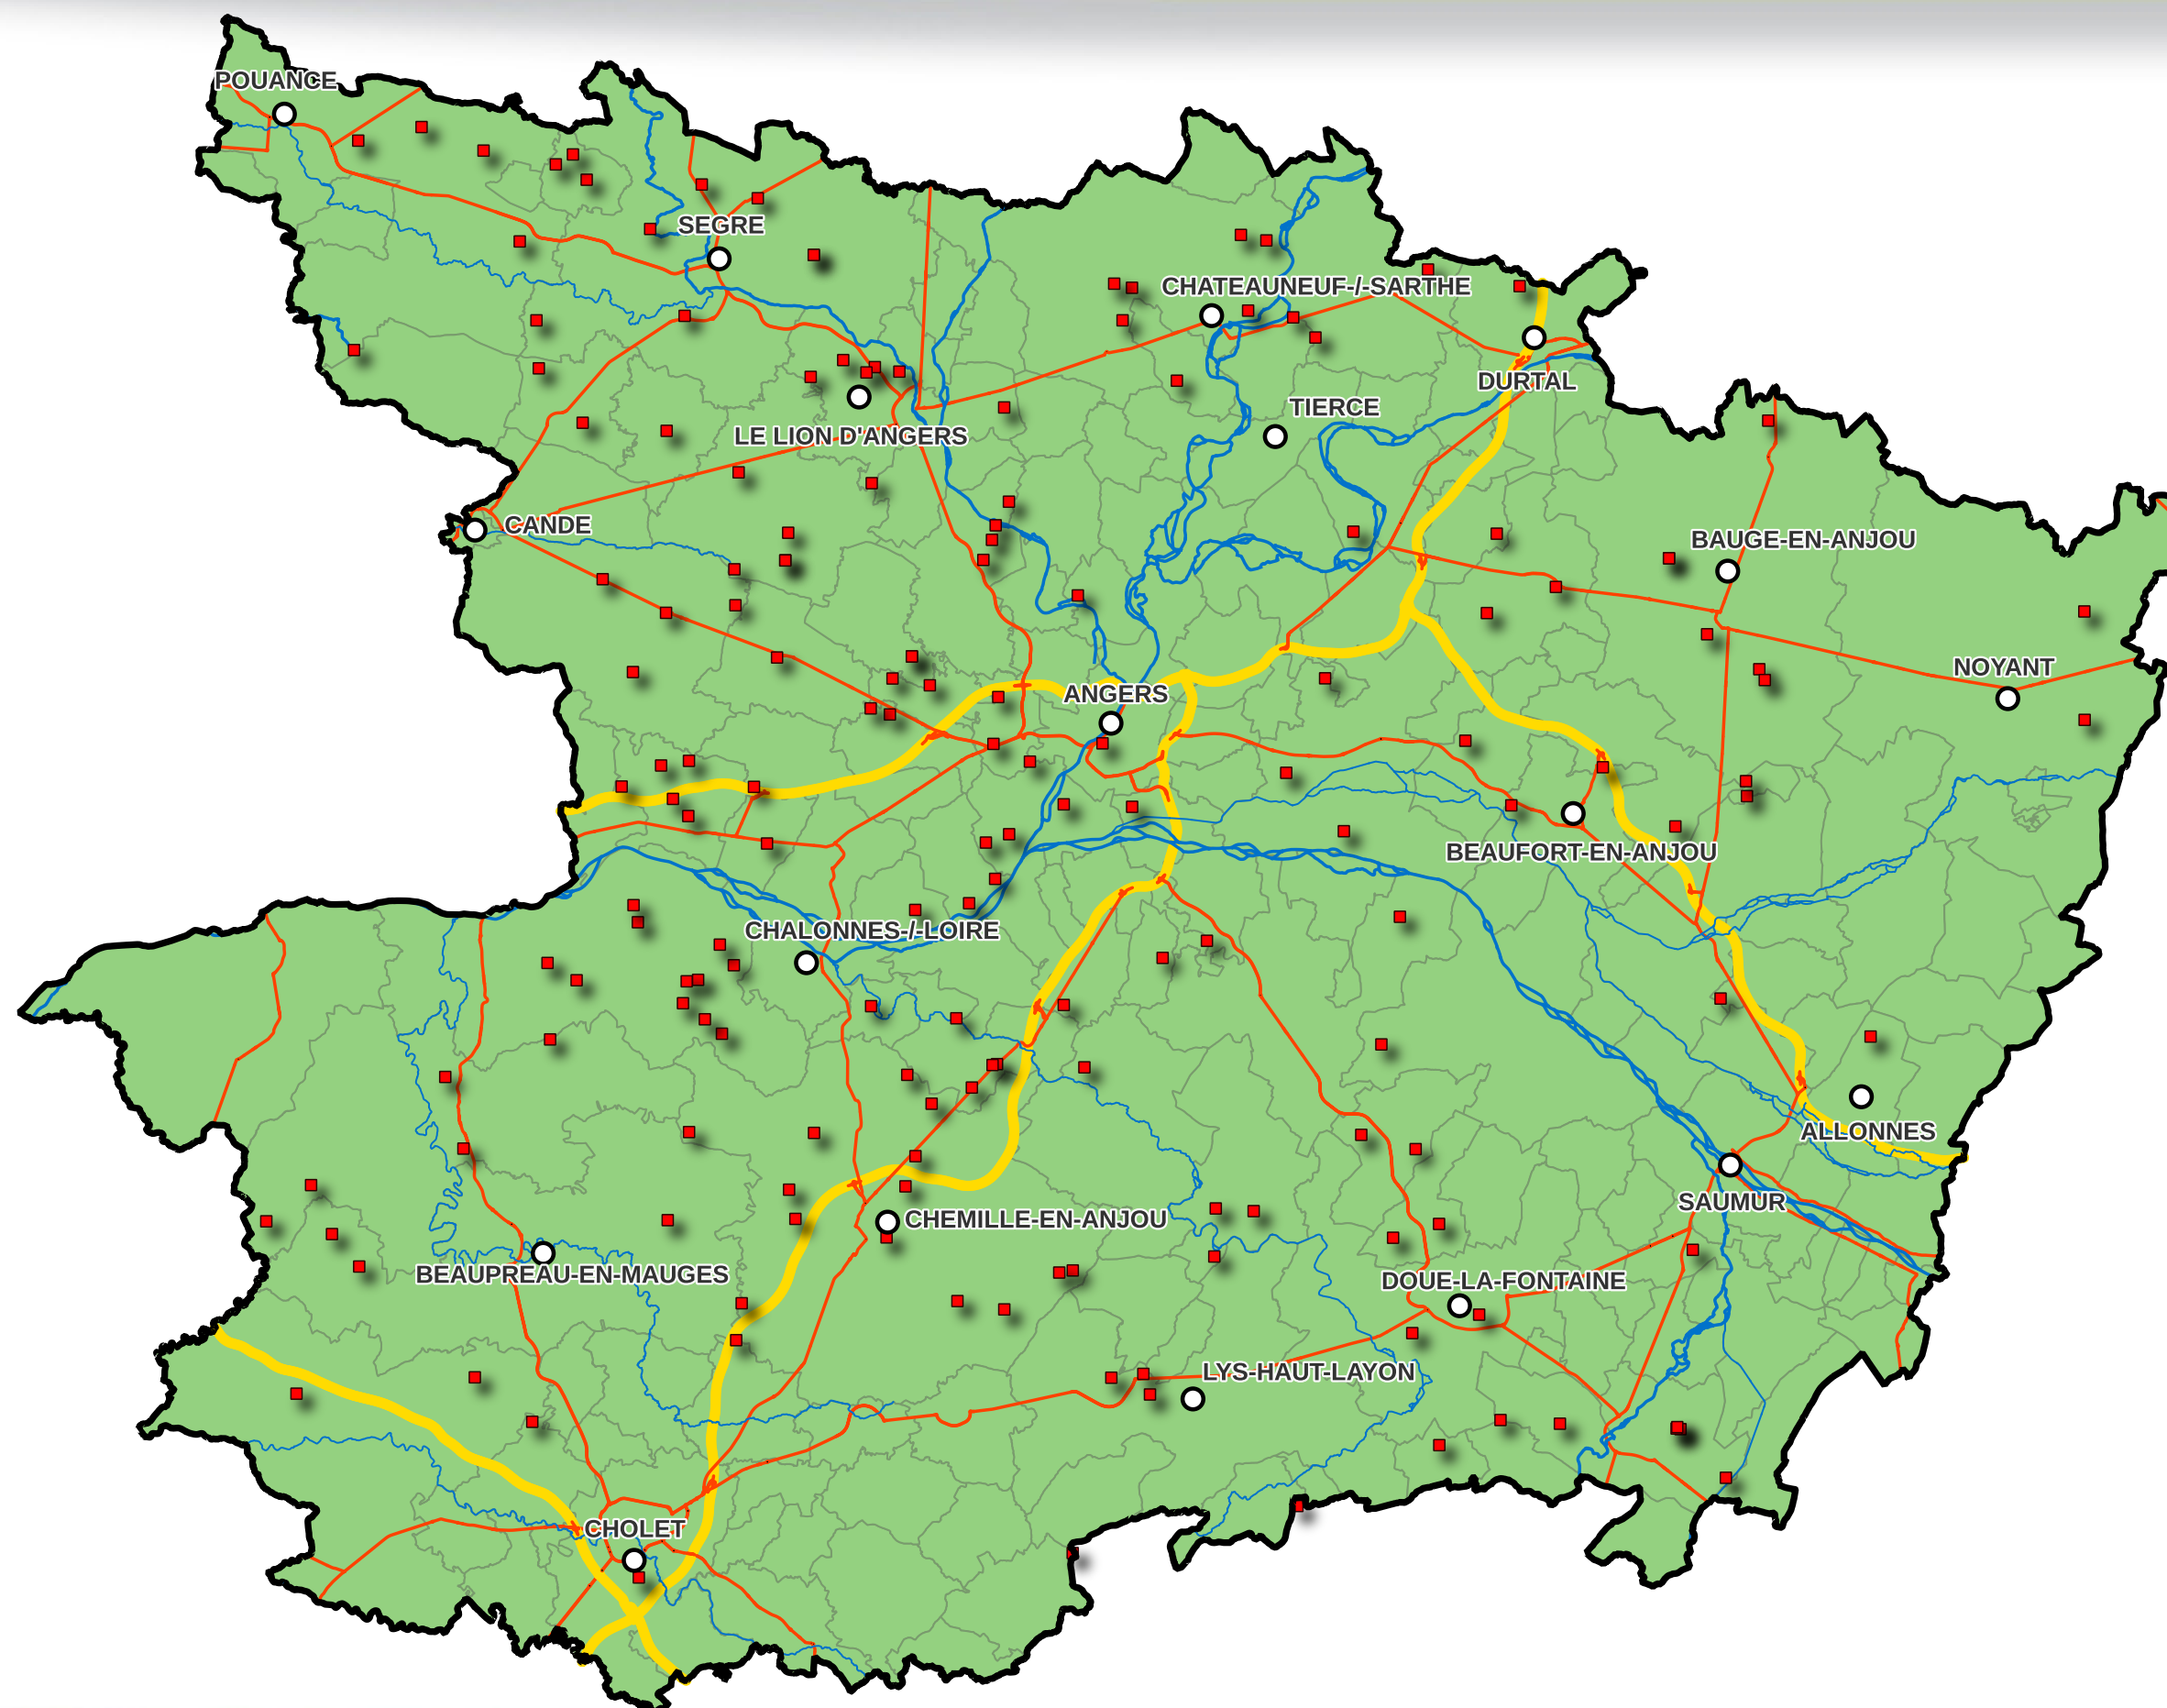 POUANCE
SEGRE
CHATEAUNEUF-/-SARTHE
DURTAL
TIERCE
LE LION D'ANGERS
CANDE
BAUGE-EN-ANJOU
NOYANT
ANGERS
BEAUFORT-EN-ANJOU
CHALONNES-/-LOIRE
ALLONNES
SAUMUR
CHEMILLE-EN-ANJOU
BEAUPREAU-EN-MAUGES
DOUE-LA-FONTAINE
LYS-HAUT-LAYON
CHOLET